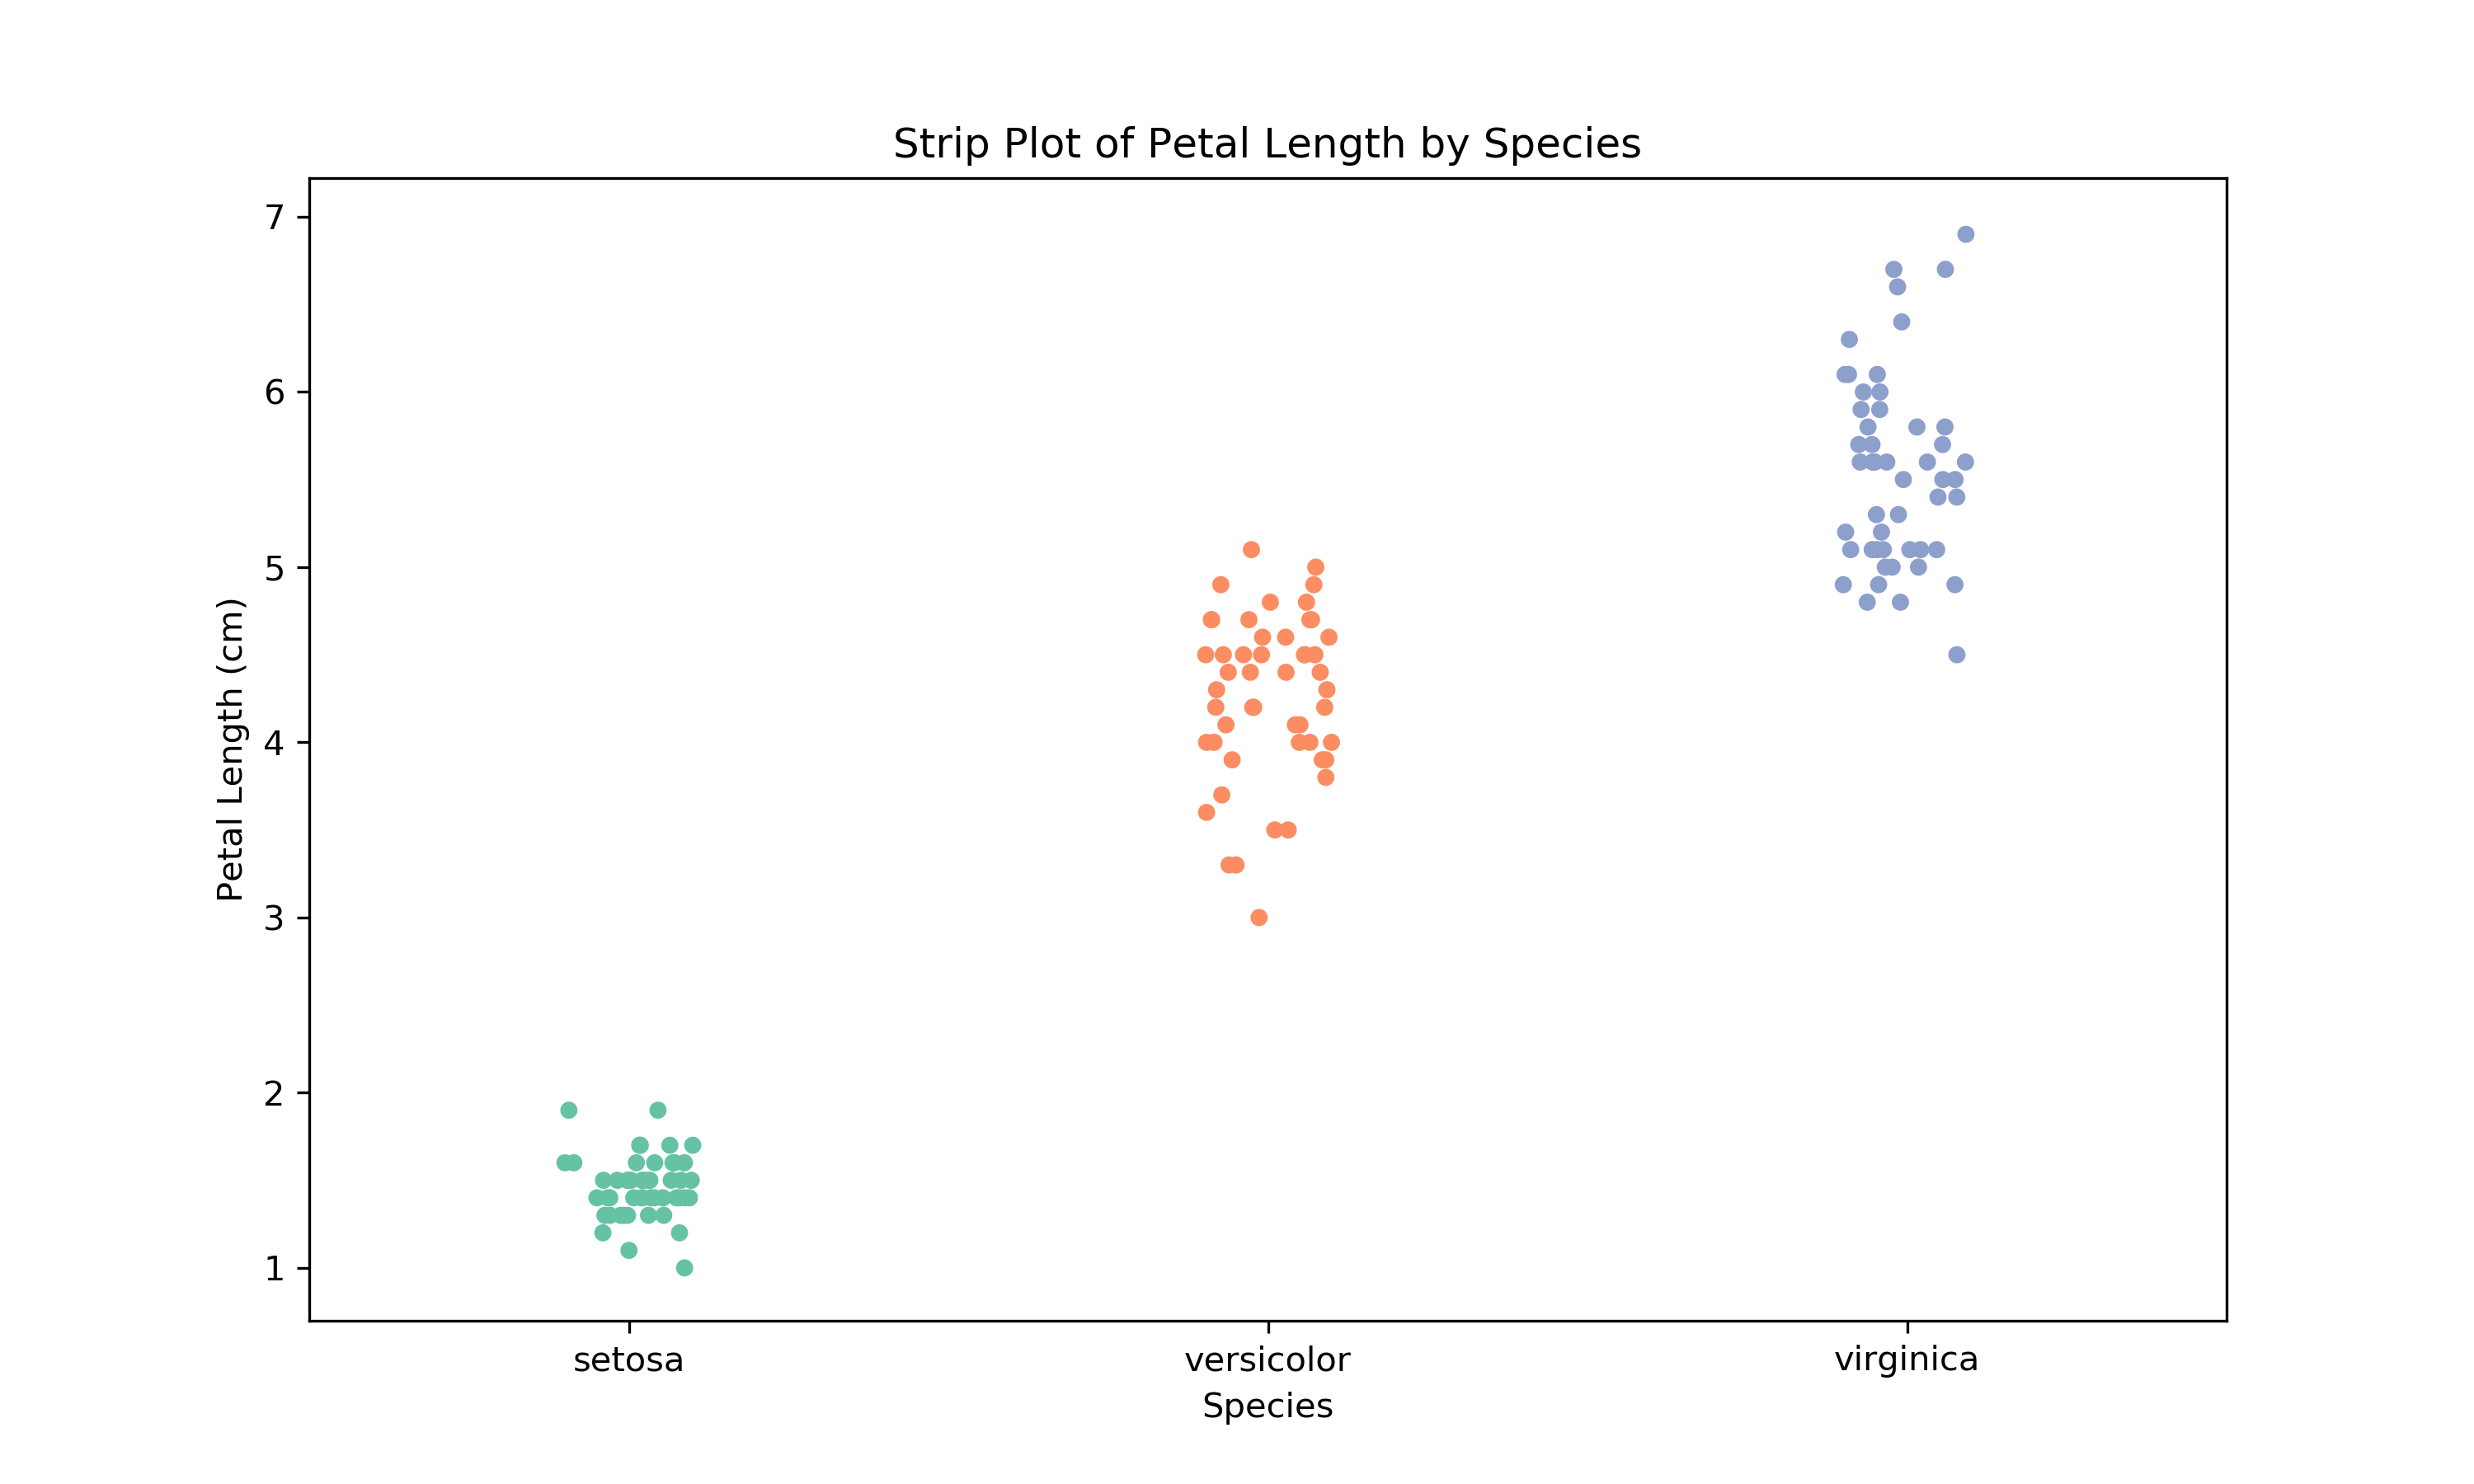 Strip Plot of Petal Length by Species
Petal Length (cm)
7
6
5
4
3
2
1
setosa versicolor virginica
Species